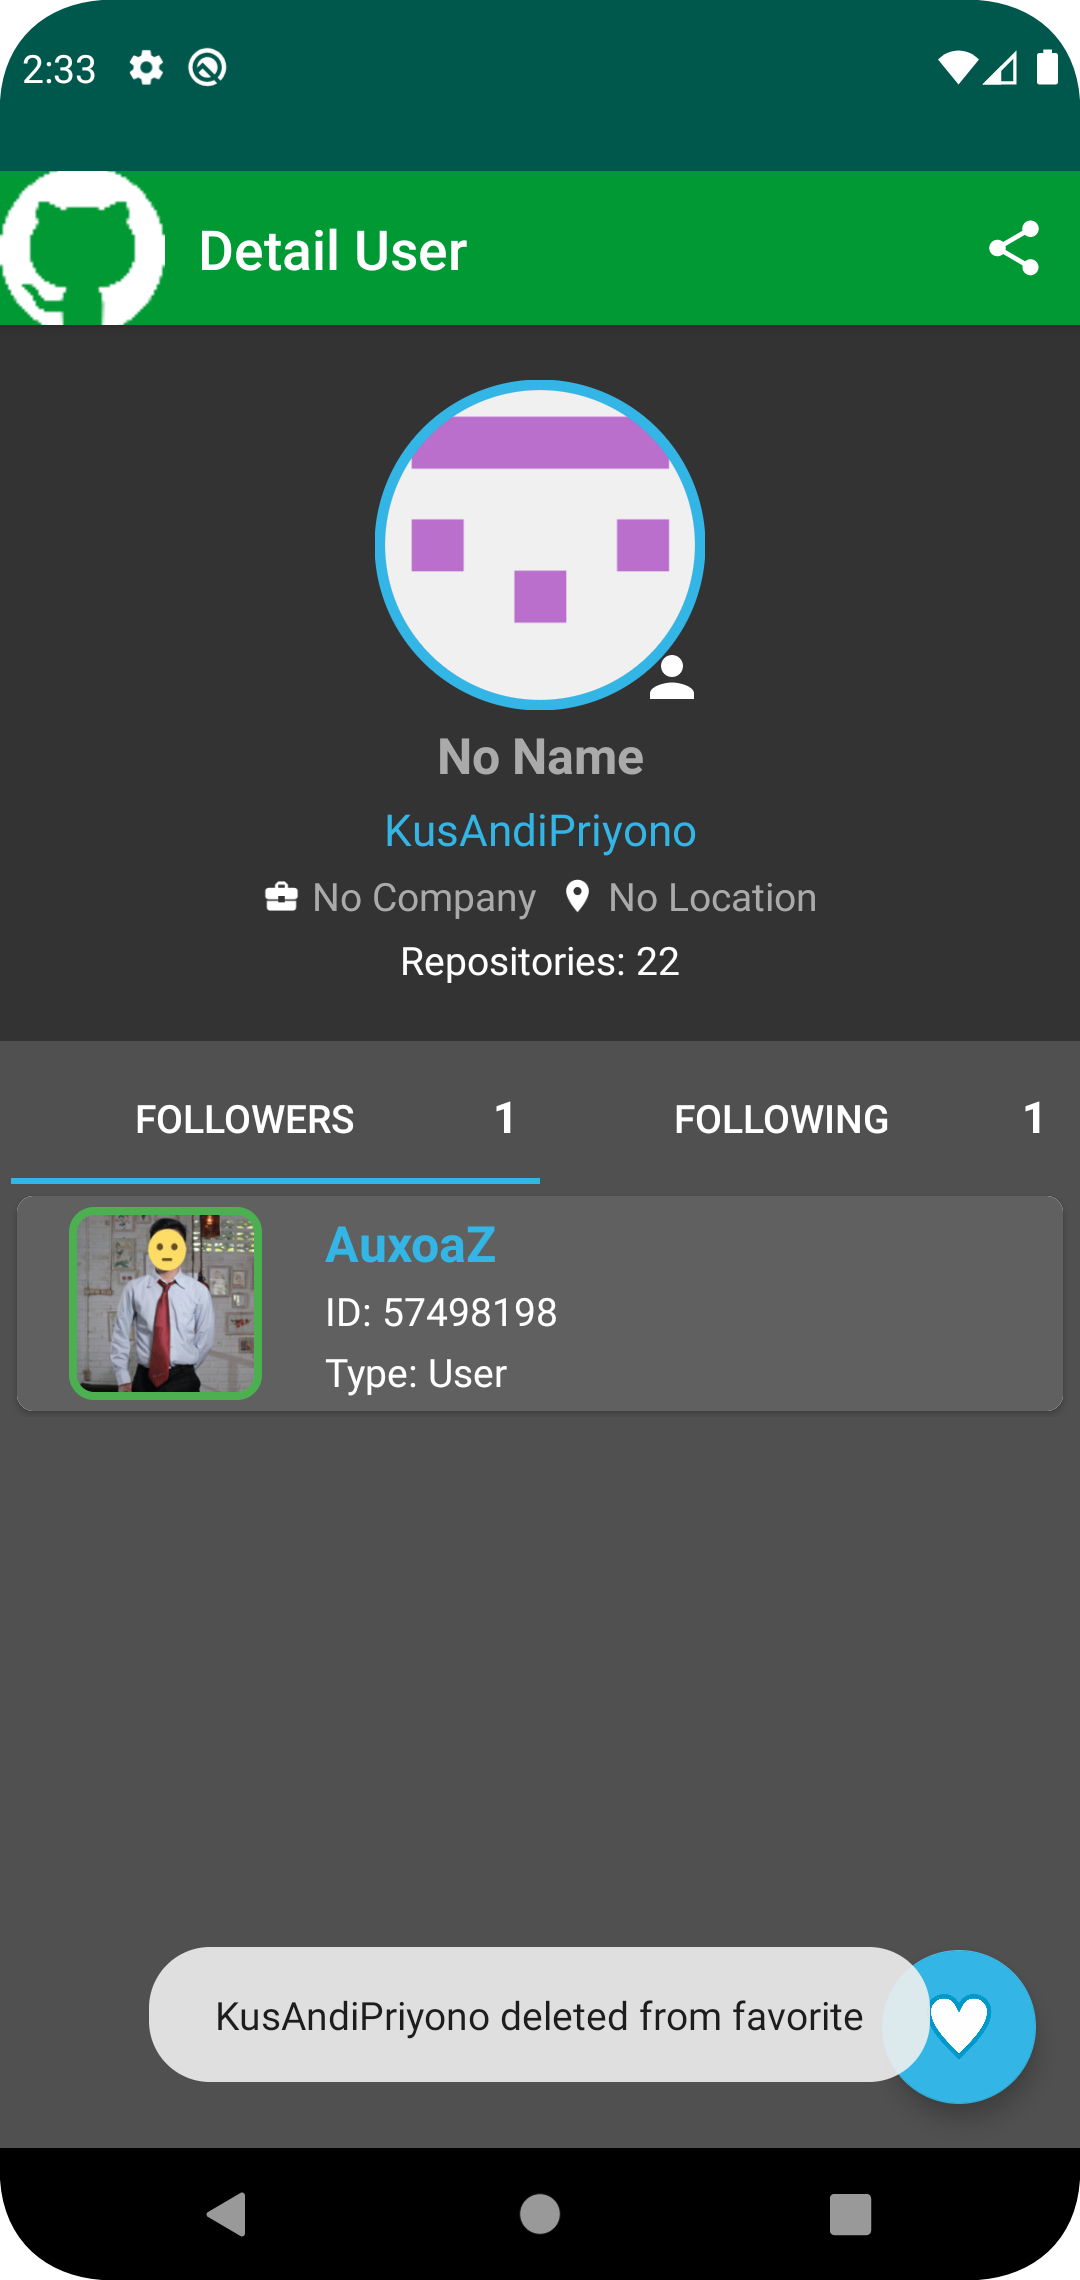 2:33
Detail User
No Name
KusAndiPriyono
No Company No Location
Repositories: 22
FOLLOWERS 1 FOLLOWING 1
AuxoaZ
ID: 57498198
Type: User
KusAndiPriyono deleted from favorite